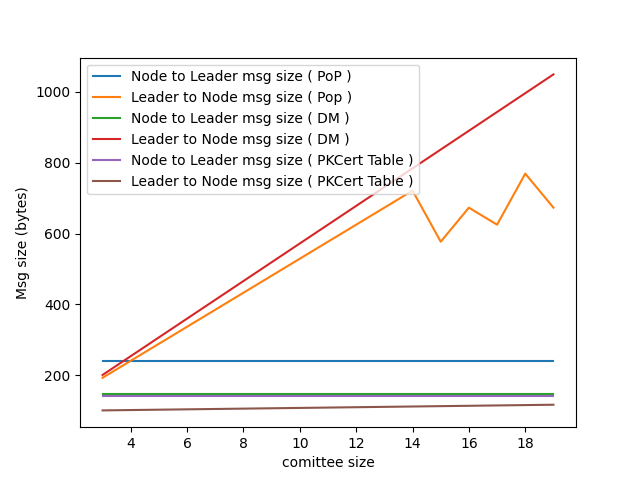 Node to Leader msg size ( PoP )
Leader to Node msg size ( Pop )
Node to Leader msg size ( DM )
Leader to Node msg size ( DM )
Node to Leader msg size ( PKCert Table )
Leader to Node msg size ( PKCert Table )
1000
800
600
400
200
Msg size (bytes)
4 6 8 10 12 14 16 18
comittee size